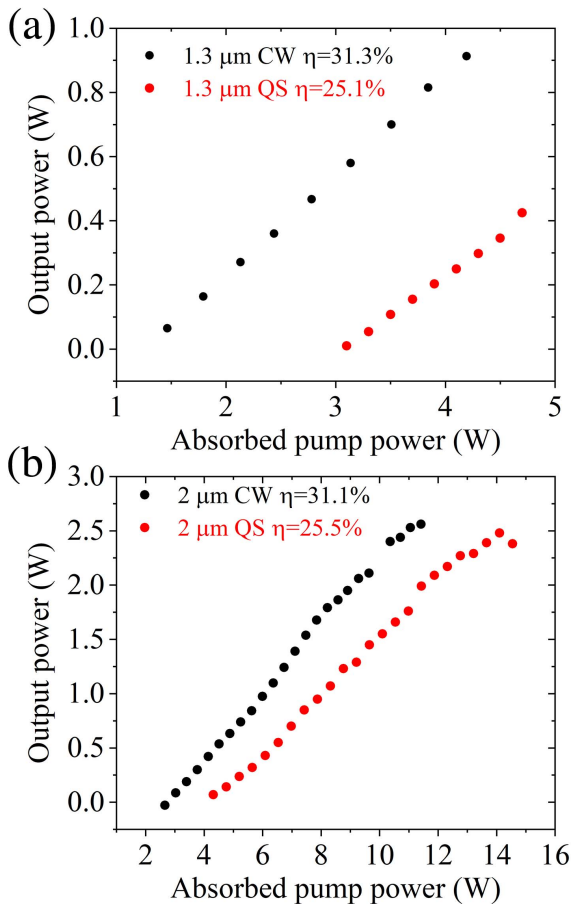 (a)
1.0
0.8
0.6
0.4
0.2
0.0
Output power (W)
1.3 μm CW η=31.3%
1.3 μm QS η=25.1%
1 2 3 4 5
Absorbed pump power (W)
(b)
3.0
2.5
2.0
1.5
1.0
0.5
0.0
Output power (W)
2 μm CW η=31.1%
2 μm QS η=25.5%
2 4 6 8 10 12 14 16
Absorbed pump power (W)